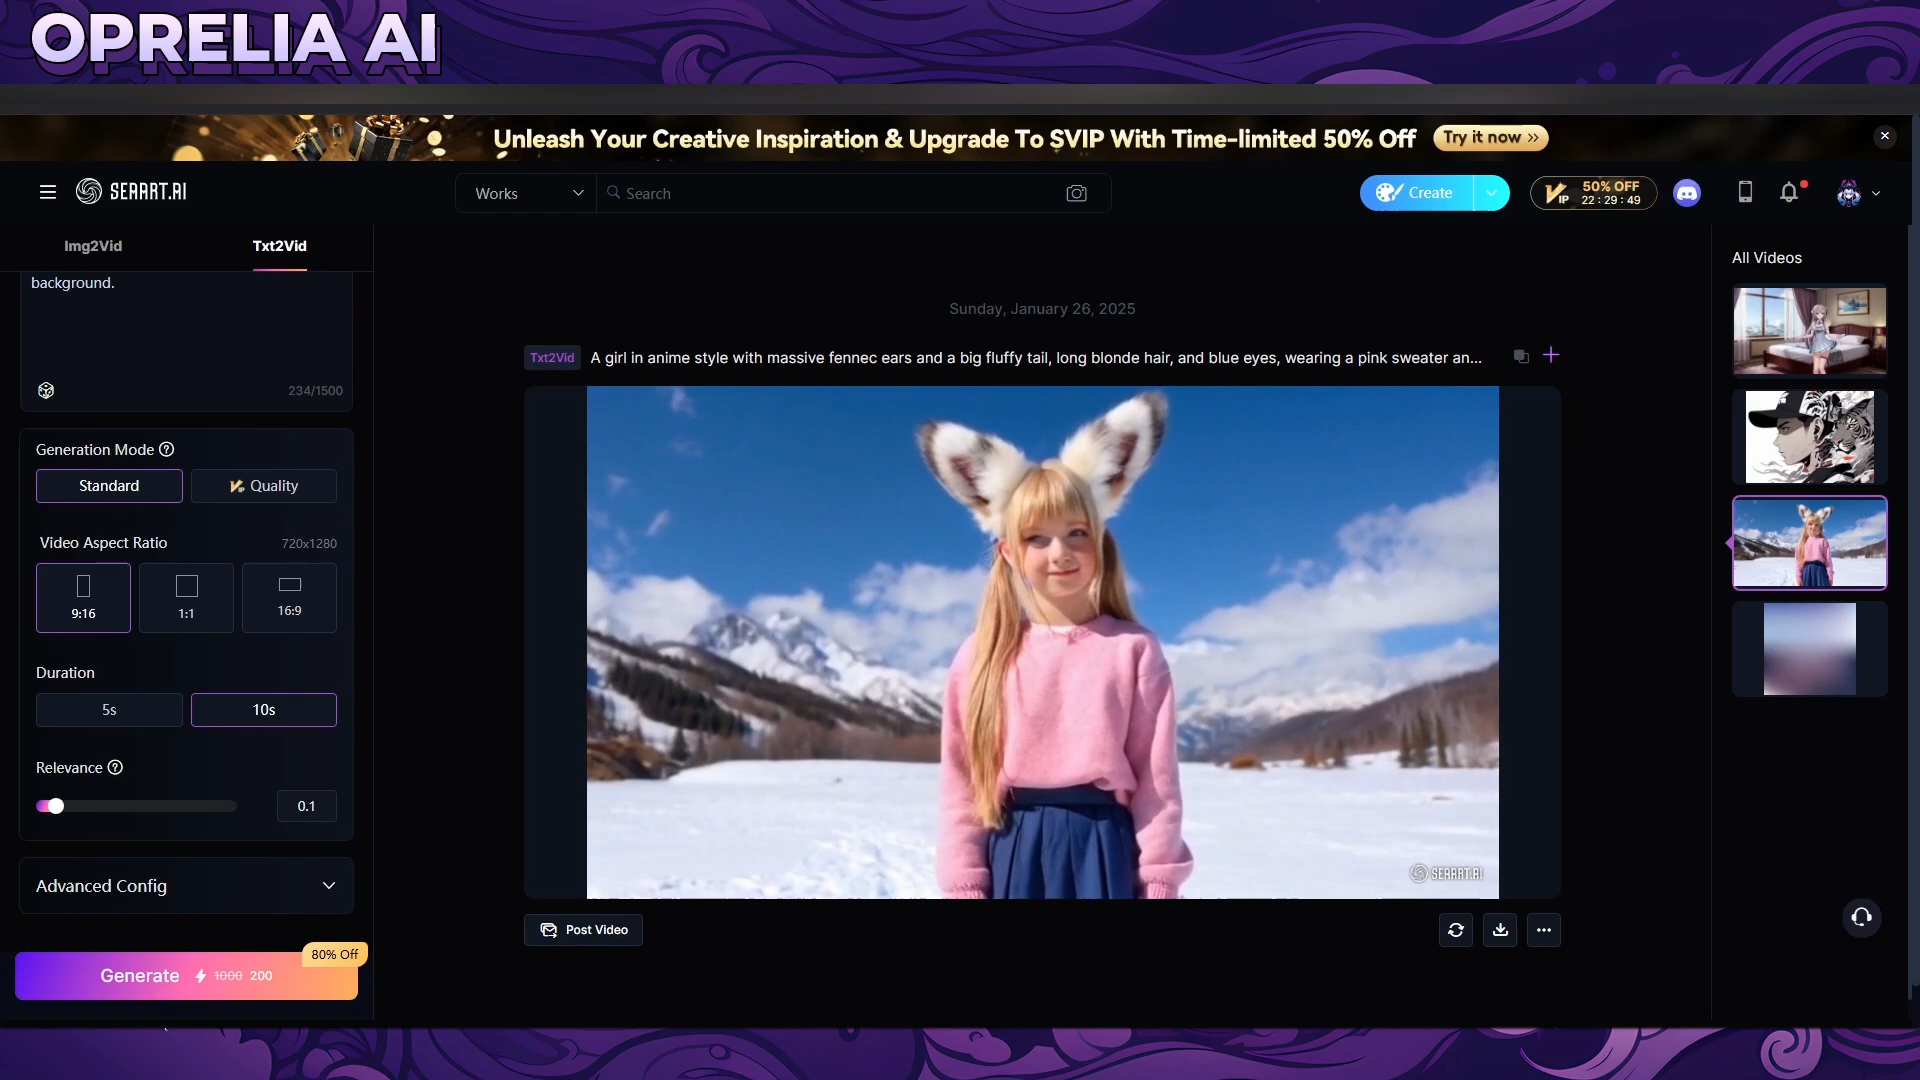 OPRELIA AI
Unleash Your Creative Inspiration & Upgrade To SVIP With Time-limited 50% Off
Try it now »
SEAART.AI
Works
Search
Create
VIP
50% OFF
22 : 29 : 49
Img2Vid
Txt2Vid
background.
234/1500
Generation Mode
Standard
Quality
Video Aspect Ratio
720x1280
9:16
1:1
16:9
Duration
5s
10s
Relevance
0.1
Advanced Config
80% Off
Generate
1000 200
Sunday, January 26, 2025
Txt2Vid
A girl in anime style with massive fennec ears and a big fluffy tail, long blonde hair, and blue eyes, wearing a pink sweater an...
SEAART.AI
Post Video
All Videos